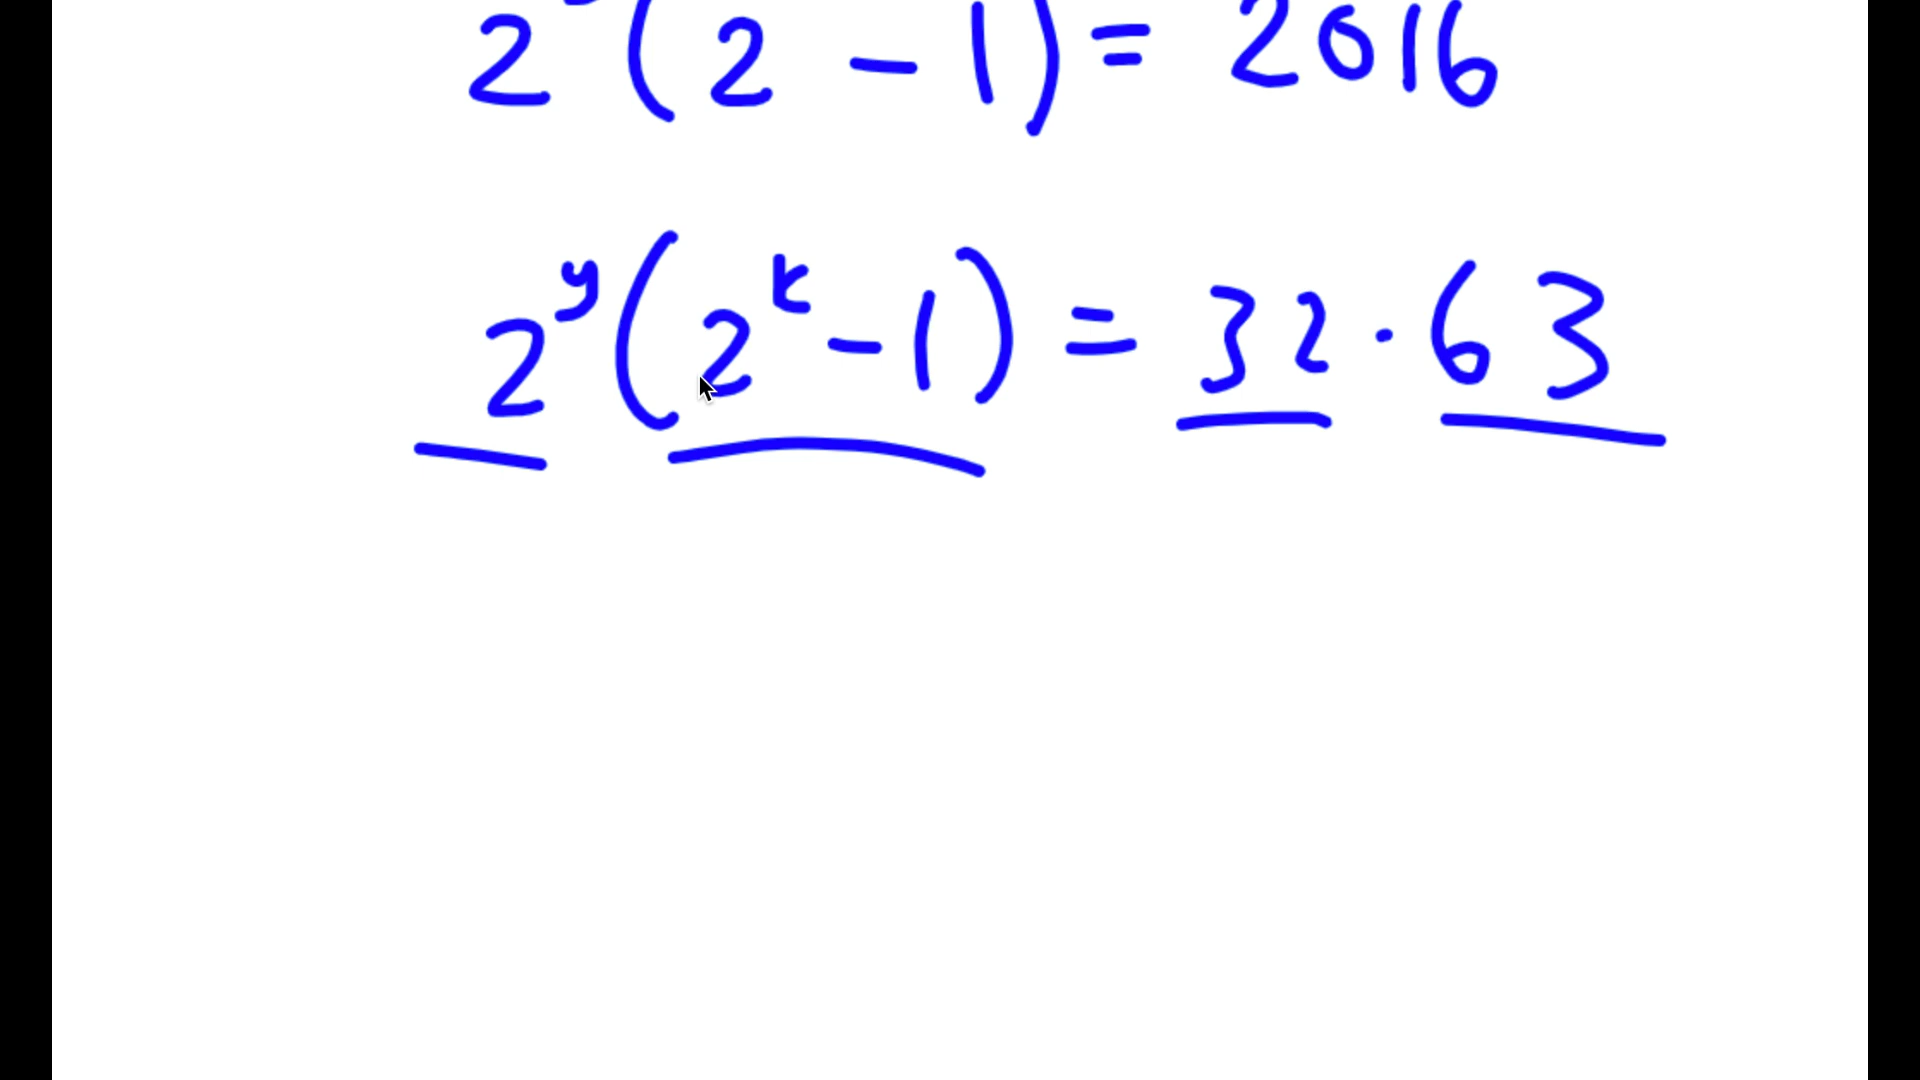 2 (2 - 1) = 2016
2^y (2^k - 1) = 32 · 63